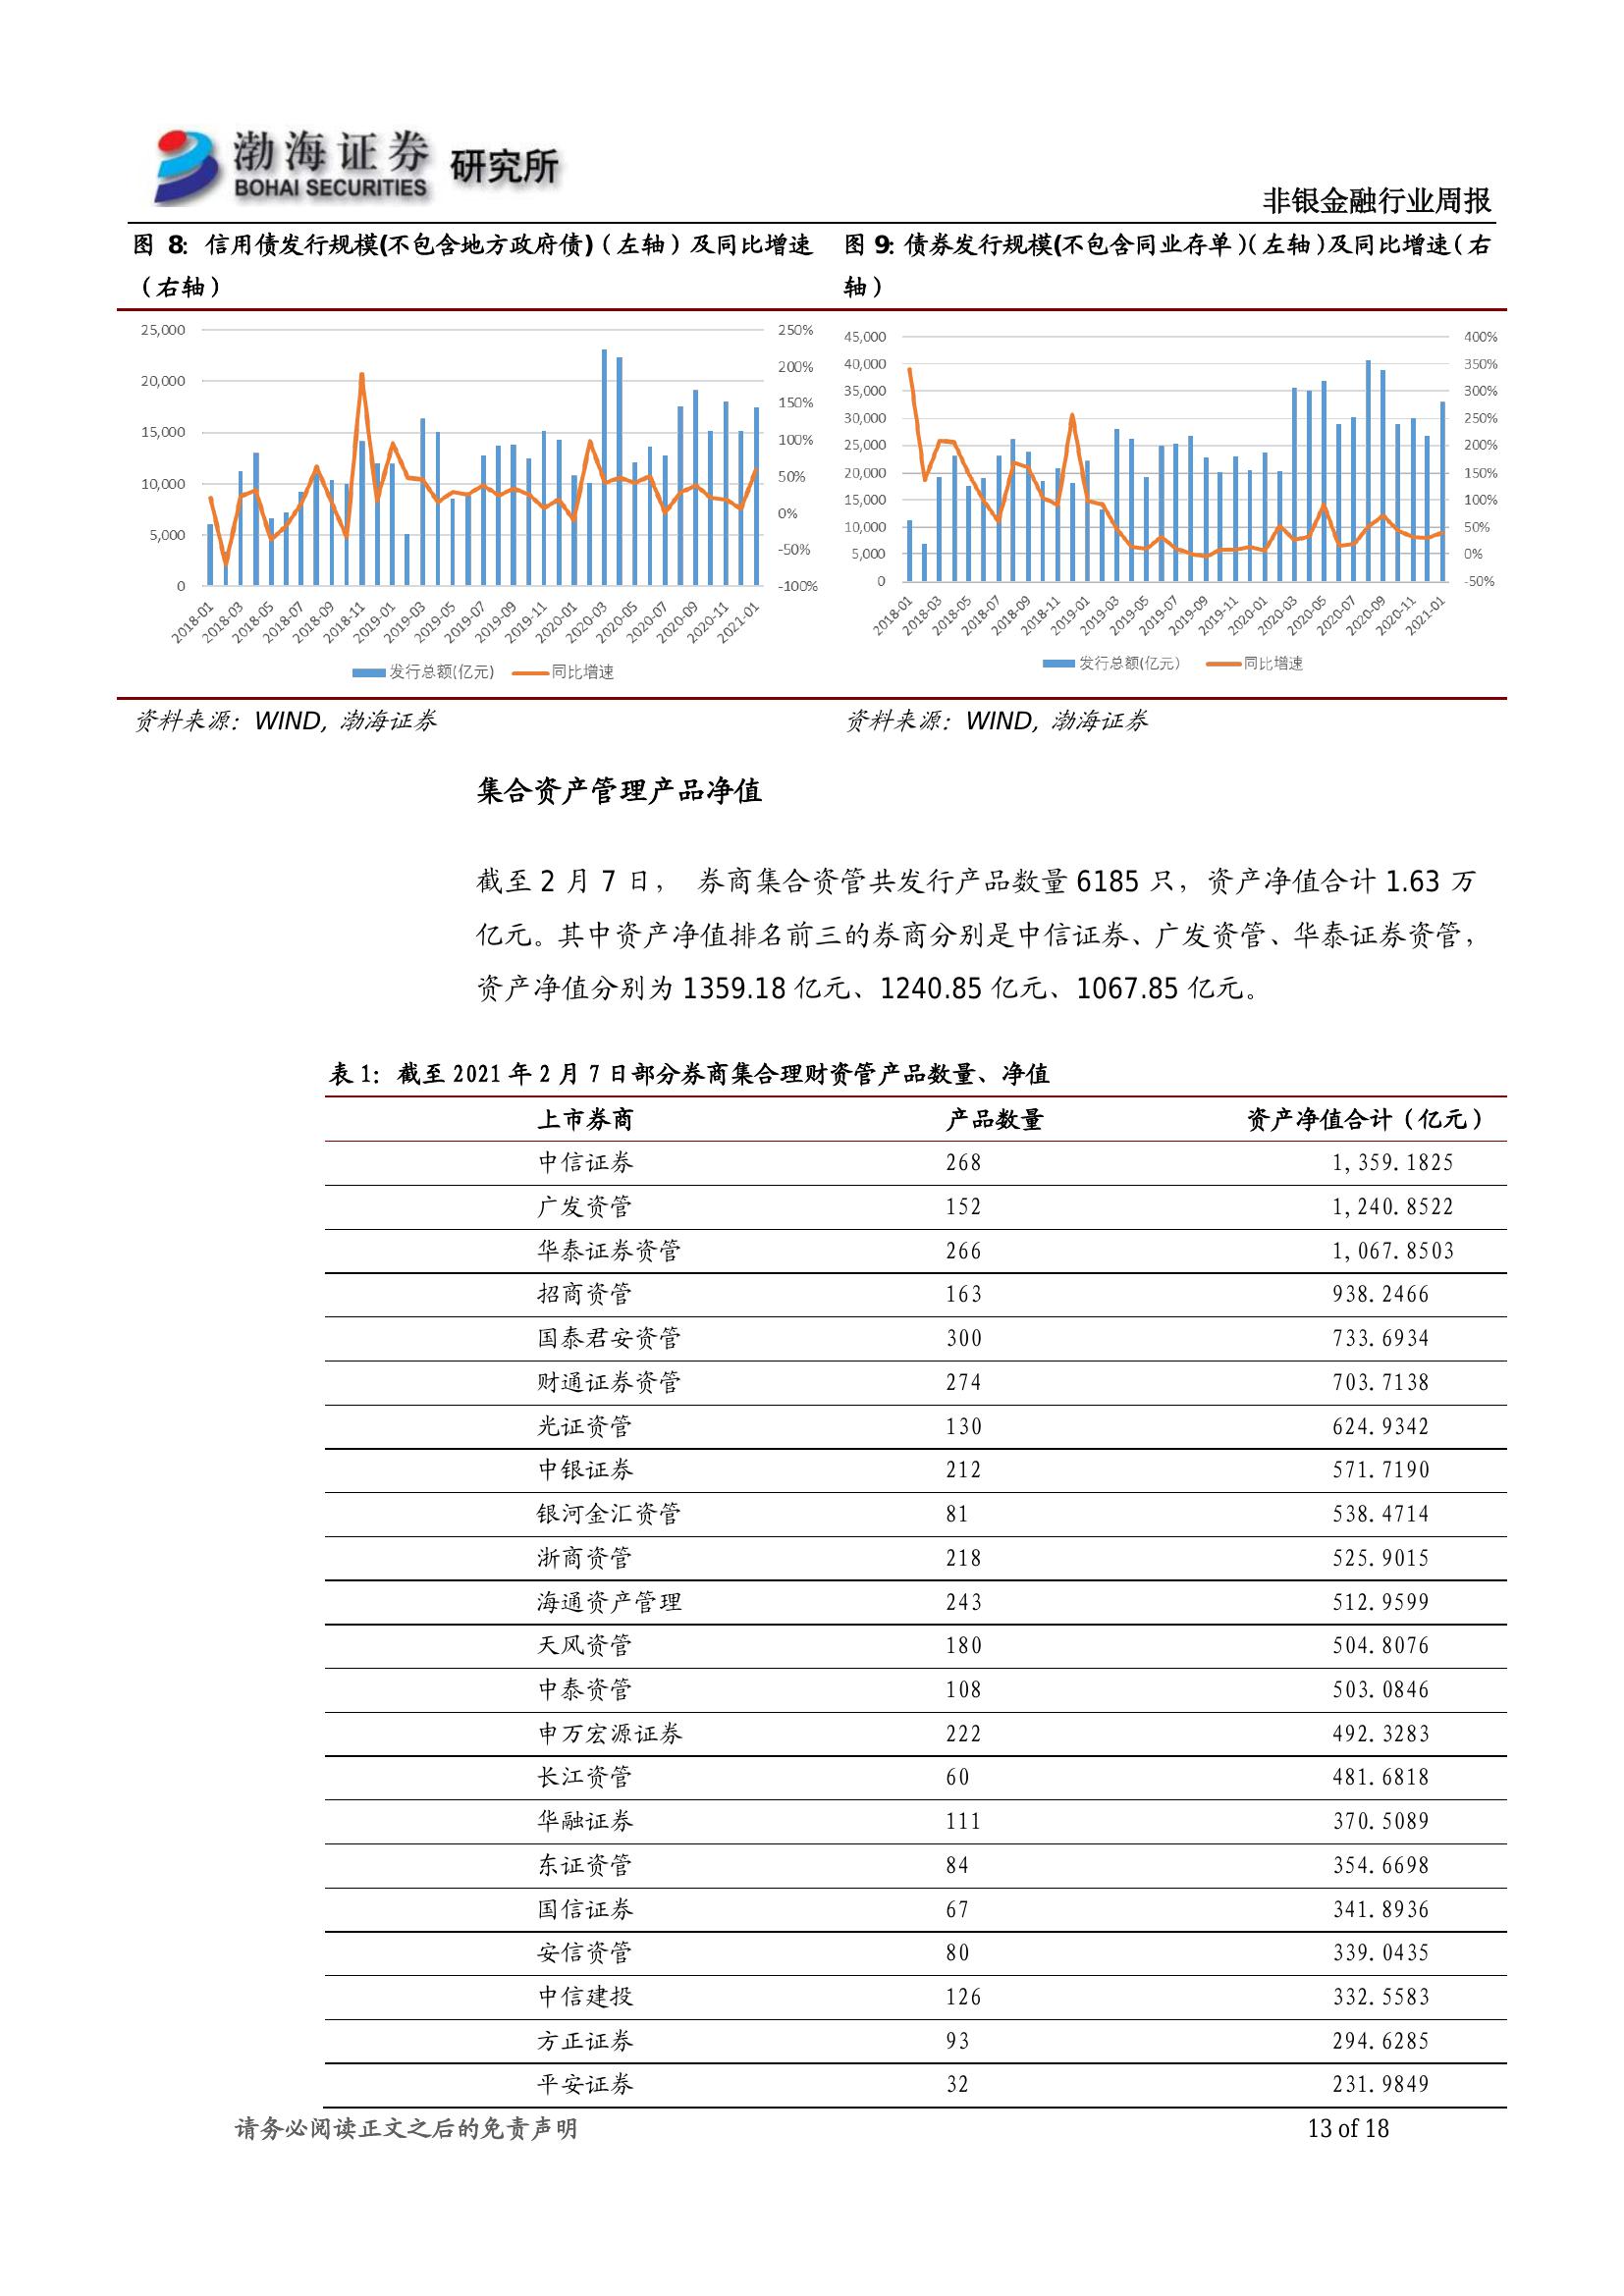 渤海证券 研究所
BOHAI SECURITIES
非银金融行业周报
图 8: 信用债发行规模(不包含地方政府债)（左轴）及同比增速
（右轴）
图 9: 债券发行规模(不包含同业存单)（左轴)及同比增速（右
轴）
25,000
20,000
15,000
10,000
5,000
0
250%
200%
150%
100%
50%
0%
-50%
-100%
2018-01 2018-03 2018-05 2018-07 2018-09 2018-11 2019-01 2019-03 2019-05 2019-07 2019-09 2019-11 2020-01 2020-03 2020-05 2020-07 2020-09 2020-11 2021-01
发行总额(亿元) 同比增速
45,000
40,000
35,000
30,000
25,000
20,000
15,000
10,000
5,000
0
400%
350%
300%
250%
200%
150%
100%
50%
0%
-50%
2018-01 2018-03 2018-05 2018-07 2018-09 2018-11 2019-01 2019-03 2019-05 2019-07 2019-09 2019-11 2020-01 2020-03 2020-05 2020-07 2020-09 2020-11 2021-01
发行总额(亿元） 同比增速
资料来源：WIND, 渤海证券
资料来源：WIND, 渤海证券
集合资产管理产品净值
截至 2 月 7 日， 券商集合资管共发行产品数量 6185 只，资产净值合计 1.63 万
亿元。其中资产净值排名前三的券商分别是中信证券、广发资管、华泰证券资管，
资产净值分别为 1359.18 亿元、1240.85 亿元、1067.85 亿元。
表 1：截至 2021 年 2 月 7 日部分券商集合理财资管产品数量、净值
上市券商 产品数量 资产净值合计（亿元）
中信证券 268 1,359.1825
广发资管 152 1,240.8522
华泰证券资管 266 1,067.8503
招商资管 163 938.2466
国泰君安资管 300 733.6934
财通证券资管 274 703.7138
光证资管 130 624.9342
中银证券 212 571.7190
银河金汇资管 81 538.4714
浙商资管 218 525.9015
海通资产管理 243 512.9599
天风资管 180 504.8076
中泰资管 108 503.0846
申万宏源证券 222 492.3283
长江资管 60 481.6818
华融证券 111 370.5089
东证资管 84 354.6698
国信证券 67 341.8936
安信资管 80 339.0435
中信建投 126 332.5583
方正证券 93 294.6285
平安证券 32 231.9849
请务必阅读正文之后的免责声明 13 of 18